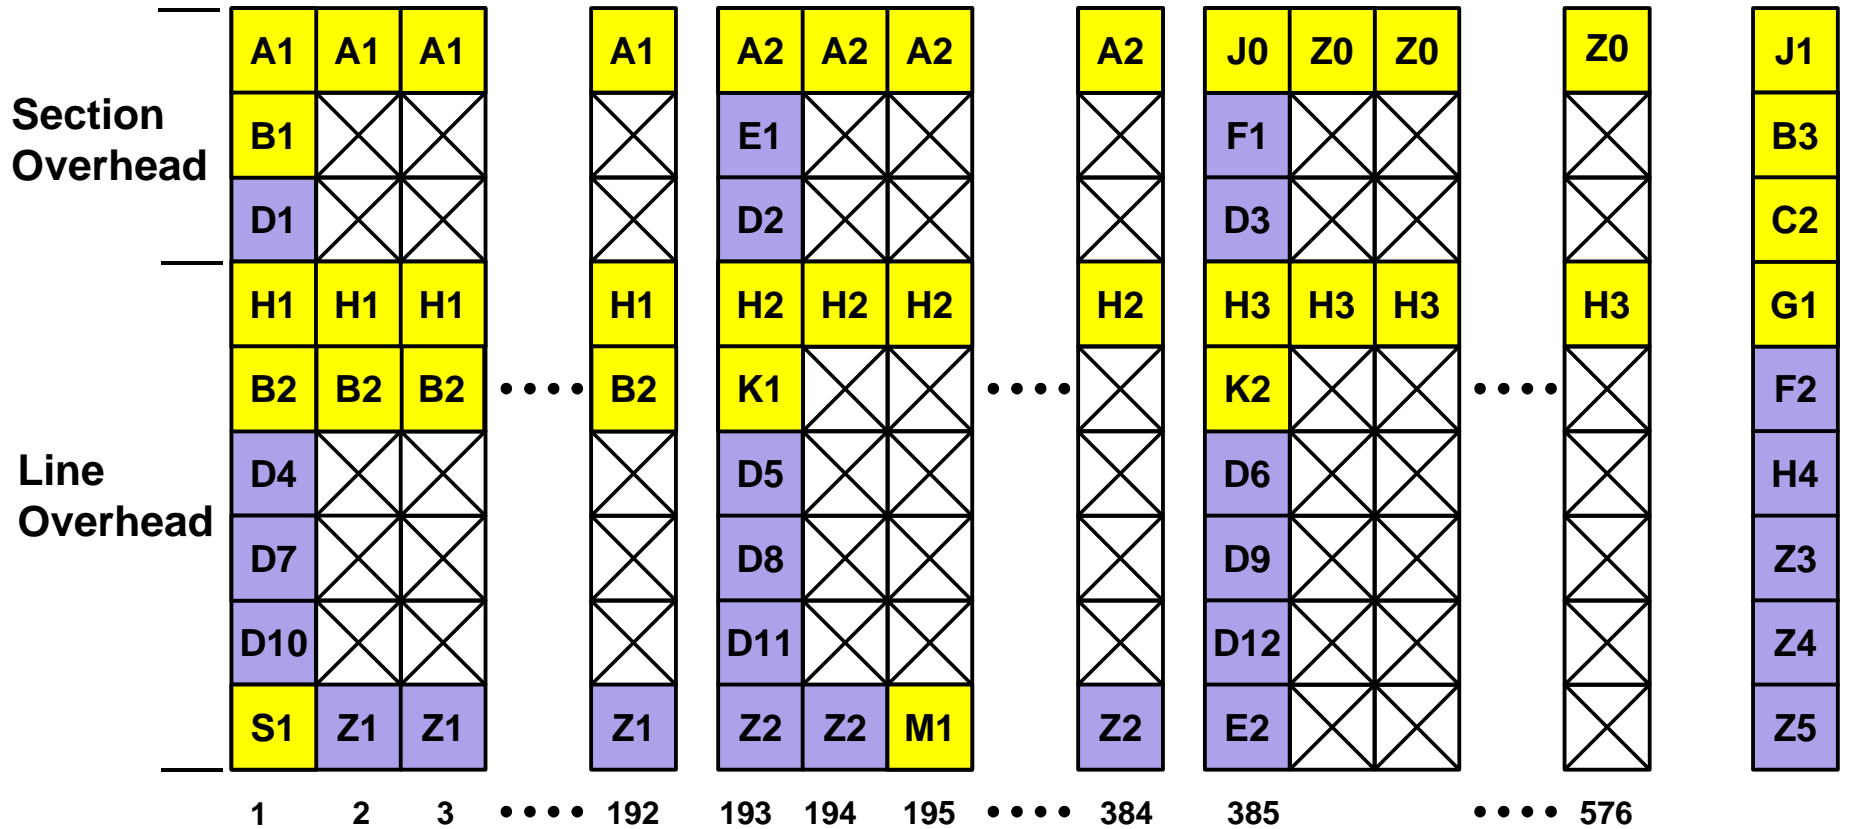 A1 A1 A1 A1 A2 A2 A2 A2 J0 Z0 Z0 Z0 J1
Section
Overhead
B1 E1 F1 B3
D1 D2 D3 C2
H1 H1 H1 H1 H2 H2 H2 H2 H3 H3 H3 H3 G1
B2 B2 B2 •••• B2 K1 •••• K2 •••• F2
Line
Overhead
D4 D5 D6 H4
D7 D8 D9 Z3
D10 D11 D12 Z4
S1 Z1 Z1 Z1 Z2 Z2 M1 Z2 E2 Z5
1 2 3 •••• 192 193 194 195 •••• 384 385 •••• 576